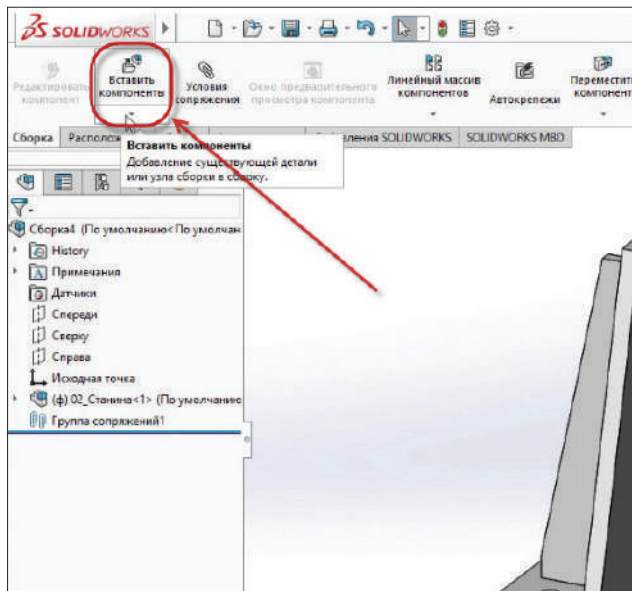 SOLIDWORKS
Редактировать компонент
Вставить компоненты
Условия сопряжения
Окно предварительного просмотра компонента
Линейный массив компонентов
Автокрепежи
Переместить компонент
Сборка
SOLIDWORKS
SOLIDWORKS MBD
Вставить компоненты
Добавление существующей детали
или узла сборки в сборку.
Сборка4 (По умолчанию<По умолчан
History
Примечания
Датчики
Спереди
Сверху
Справа
Исходная точка
(ф) 02_Станина<1> (По умолчанию
Группа сопряжений1